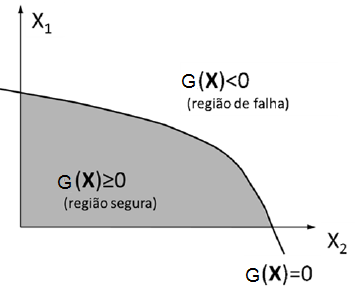 X₁
G(X)<0
(região de falha)
G(X)≥0
(região segura)
X₂
G(X)=0